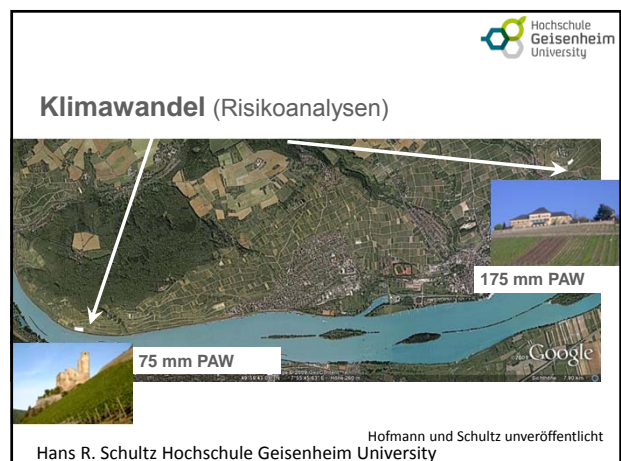 Hochschule
Geisenheim
University
Klimawandel (Risikoanalysen)
175 mm PAW
75 mm PAW
Google
Hofmann und Schultz unveröffentlicht
Hans R. Schultz Hochschule Geisenheim University